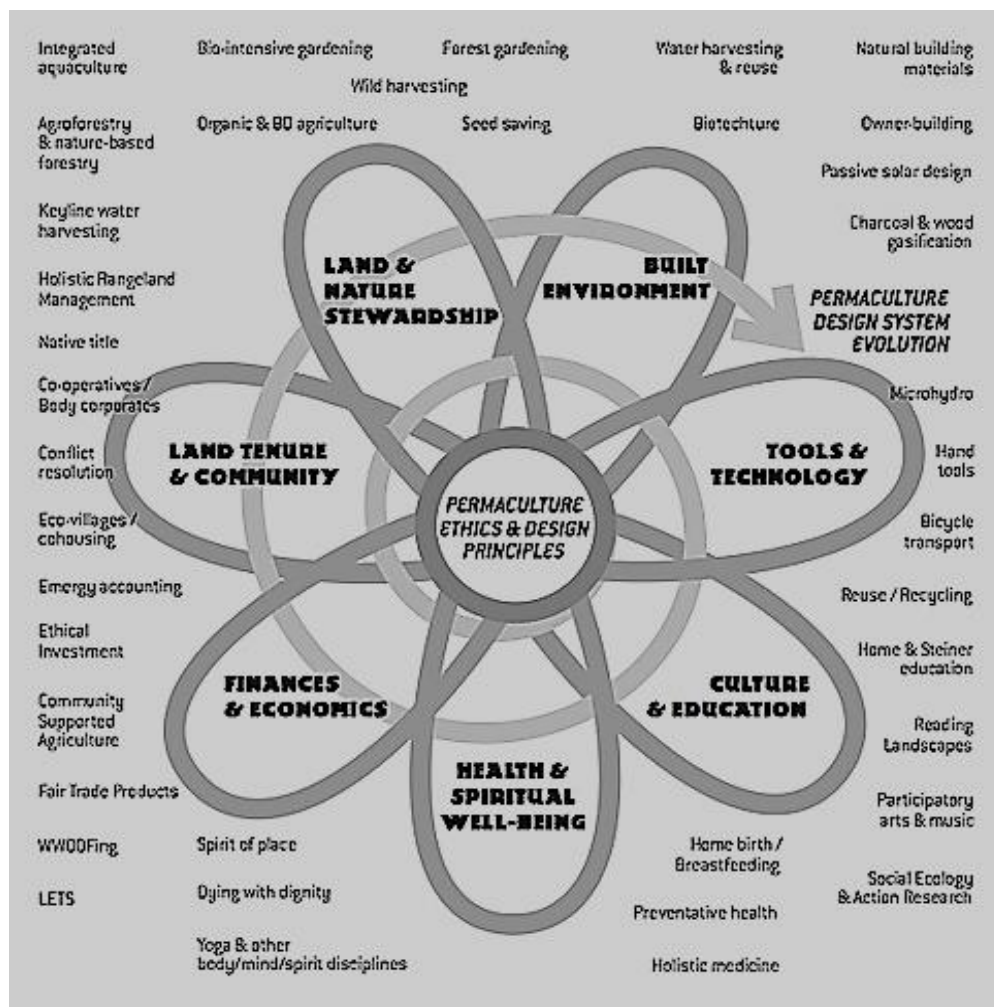 Integrated
aquaculture
Bio-intensive gardening
Forest gardening
Water harvesting
& reuse
Natural building
materials
Wild harvesting
Agroforestry
& nature-based
forestry
Organic & BD agriculture
Seed saving
Biotechture
Owner-building
Passive solar design
Keyline water
harvesting
Charcoal & wood
gasification
LAND &
NATURE
STEWARDSHIP
BUILT
ENVIRONMENT
Holistic Rangeland
Management
PERMACULTURE
DESIGN SYSTEM
EVOLUTION
Native title
Co-operatives /
Body corporates
Microhydro
Conflict
resolution
LAND TENURE
& COMMUNITY
TOOLS &
TECHNOLOGY
Hand
tools
PERMACULTURE
ETHICS & DESIGN
PRINCIPLES
Eco-villages /
cohousing
Bicycle
transport
Emergy accounting
Reuse / Recycling
Ethical
Investment
Home & Steiner
education
FINANCES
& ECONOMICS
CULTURE
& EDUCATION
Community
Supported
Agriculture
Reading
Landscapes
HEALTH &
SPIRITUAL
WELL-BEING
Fair Trade Products
Participatory
arts & music
WWOOFing
Spirit of place
Home birth /
Breastfeeding
LETS
Dying with dignity
Social Ecology
& Action Research
Preventative health
Yoga & other
body/mind/spirit disciplines
Holistic medicine